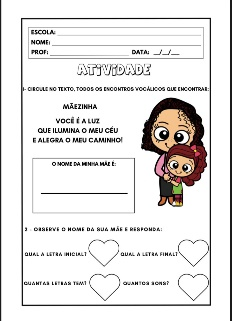 ESCOLA:
NOME:
PROF: DATA: __/__/__
ATIVIDADE
1- CIRCULE NO TEXTO, TODOS OS ENCONTROS VOCÁLICOS QUE ENCONTRAR:
MÃEZINHA
VOCÊ É A LUZ
QUE ILUMINA O MEU CÉU
E ALEGRA O MEU CAMINHO!
O NOME DA MINHA MÃE É:
2 - OBSERVE O NOME DA SUA MÃE E RESPONDA:
QUAL A LETRA INICIAL? QUAL A LETRA FINAL?
QUANTAS LETRAS TEM? QUANTOS SONS?